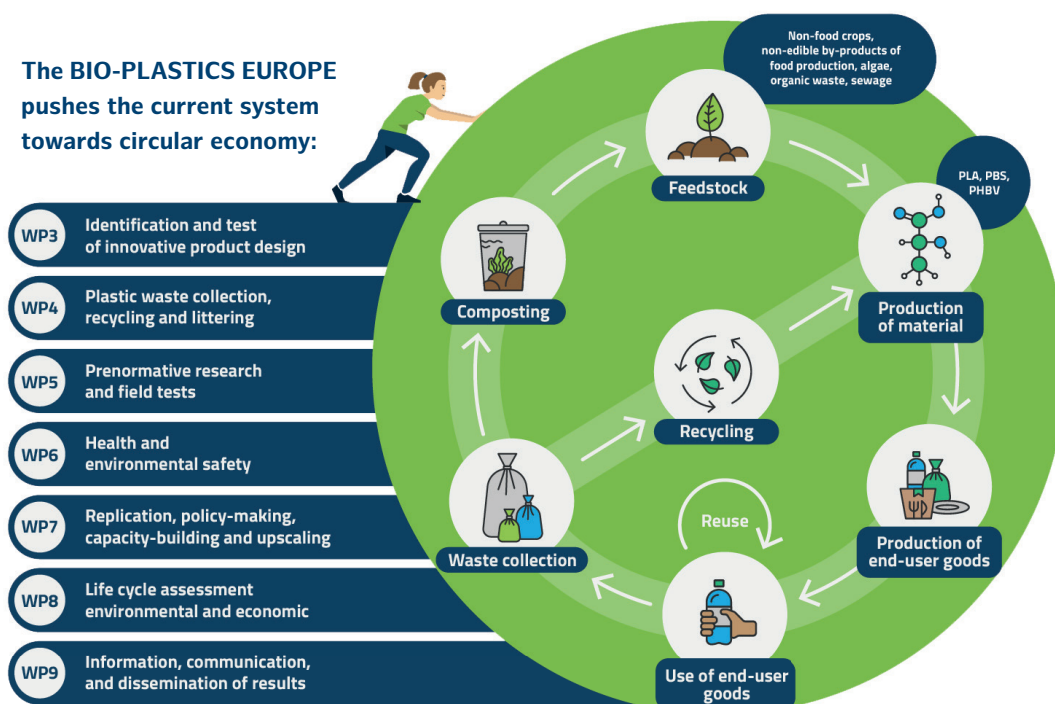 The BIO-PLASTICS EUROPE
pushes the current system
towards circular economy:
WP3
Identification and test
of innovative product design
WP4
Plastic waste collection,
recycling and littering
WP5
Prenormative research
and field tests
WP6
Health and
environmental safety
WP7
Replication, policy-making,
capacity-building and upscaling
WP8
Life cycle assessment
environmental and economic
WP9
Information, communication,
and dissemination of results
Non-food crops,
non-edible by-products of
food production, algae,
organic waste, sewage
Feedstock
PLA, PBS,
PHBV
Production
of material
Composting
Recycling
Reuse
Waste collection
Production of
end-user goods
Use of end-user
goods